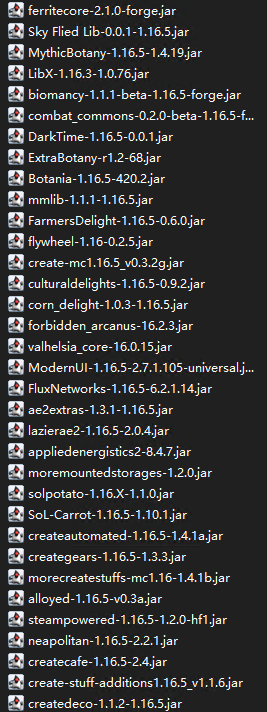 ferritecore-2.1.0-forge.jar
Sky Flied Lib-0.0.1-1.16.5.jar
MythicBotany-1.16.5-1.4.19.jar
LibX-1.16.3-1.0.76.jar
biomancy-1.1.1-beta-1.16.5-forge.jar
combat_commons-0.2.0-beta-1.16.5-f...
DarkTime-1.16.5-0.0.1.jar
ExtraBotany-r1.2-68.jar
Botania-1.16.5-420.2.jar
mmlib-1.1.1-1.16.5.jar
FarmersDelight-1.16.5-0.6.0.jar
flywheel-1.16-0.2.5.jar
create-mc1.16.5_v0.3.2g.jar
culturaldelights-1.16.5-0.9.2.jar
corn_delight-1.0.3-1.16.5.jar
forbidden_arcanus-16.2.3.jar
valhelsia_core-16.0.15.jar
ModernUI-1.16.5-2.7.1.105-universal.j...
FluxNetworks-1.16.5-6.2.1.14.jar
ae2extras-1.3.1-1.16.5.jar
lazierae2-1.16.5-2.0.4.jar
appliedenergistics2-8.4.7.jar
moremountedstorages-1.2.0.jar
solpotato-1.16.X-1.1.0.jar
SoL-Carrot-1.16.5-1.10.1.jar
createautomated-1.16.5-1.4.1a.jar
creategears-1.16.5-1.3.3.jar
morecreatestuffs-mc1.16-1.4.1b.jar
alloyed-1.16.5-v0.3a.jar
steampowered-1.16.5-1.2.0-hf1.jar
neapolitan-1.16.5-2.2.1.jar
createcafe-1.16.5-2.4.jar
create-stuff-additions1.16.5_v1.1.6.jar
createdeco-1.1.2-1.16.5.jar